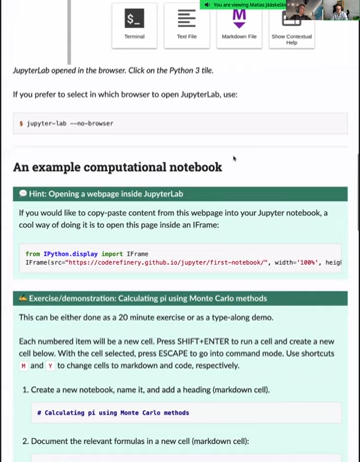 You are viewing Matias Jääskeläi
$_
M
Terminal
Text File
Markdown File
Show Contextual
Help
JupyterLab opened in the browser. Click on the Python 3 tile.
If you prefer to select in which browser to open JupyterLab, use:
$ jupyter-lab --no-browser
An example computational notebook
Hint: Opening a webpage inside JupyterLab
If you would like to copy-paste content from this webpage into your Jupyter notebook, a
cool way of doing it is to open this page inside an IFrame:
from IPython.display import IFrame
IFrame(src="https://coderefinery.github.io/jupyter/first-notebook/", width='100%', heig
Exercise/demonstration: Calculating pi using Monte Carlo methods
This can be either done as a 20 minute exercise or as a type-along demo.
Each numbered item will be a new cell. Press SHIFT+ENTER to run a cell and create a new
cell below. With the cell selected, press ESCAPE to go into command mode. Use shortcuts
M and Y to change cells to markdown and code, respectively.
1. Create a new notebook, name it, and add a heading (markdown cell).
# Calculating pi using Monte Carlo methods
2. Document the relevant formulas in a new cell (markdown cell):